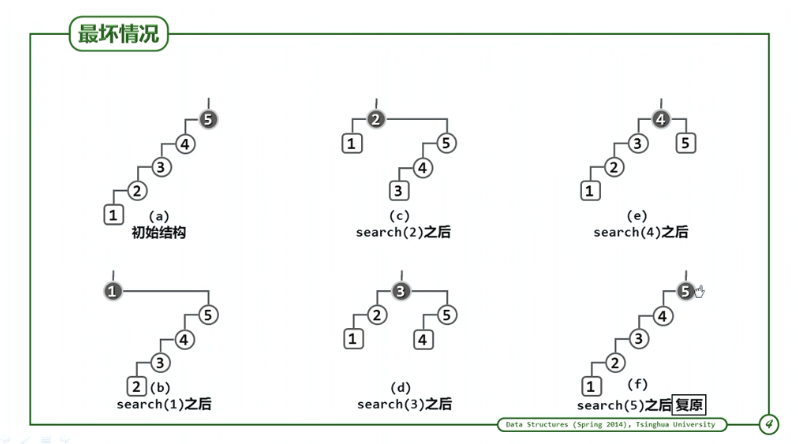 最坏情况
5
4
3
2
1
(a)
初始结构
2
1
5
4
3
(c)
search(2)之后
4
3
5
2
1
(e)
search(4)之后
1
5
4
3
2
(b)
search(1)之后
3
2
5
1
4
(d)
search(3)之后
5
4
3
2
1
(f)
search(5)之后复原
Data Structures (Spring 2014), Tsinghua University
4